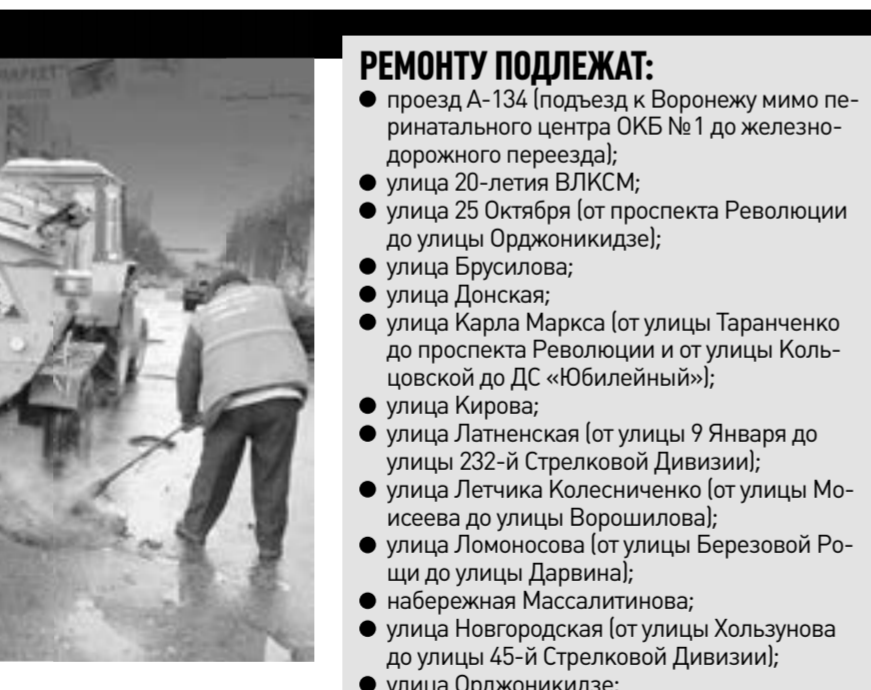 РЕМОНТУ ПОДЛЕЖАТ:
● проезд А-134 (подъезд к Воронежу мимо пе-
ринатального центра ОКБ №1 до железно-
дорожного переезда);
● улица 20-летия ВЛКСМ;
● улица 25 Октября (от проспекта Революции
до улицы Орджоникидзе);
● улица Брусилова;
● улица Донская;
● улица Карла Маркса (от улицы Таранченко
до проспекта Революции и от улицы Коль-
цовской до ДС «Юбилейный»);
● улица Кирова;
● улица Латненская (от улицы 9 Января до
улицы 232-й Стрелковой Дивизии);
● улица Летчика Колесниченко (от улицы Мо-
исеева до улицы Ворошилова);
● улица Ломоносова (от улицы Березовой Ро-
щи до улицы Дарвина);
● набережная Массалитинова;
● улица Новгородская (от улицы Хользунова
до улицы 45-й Стрелковой Дивизии);
● улица Орджоникидзе;